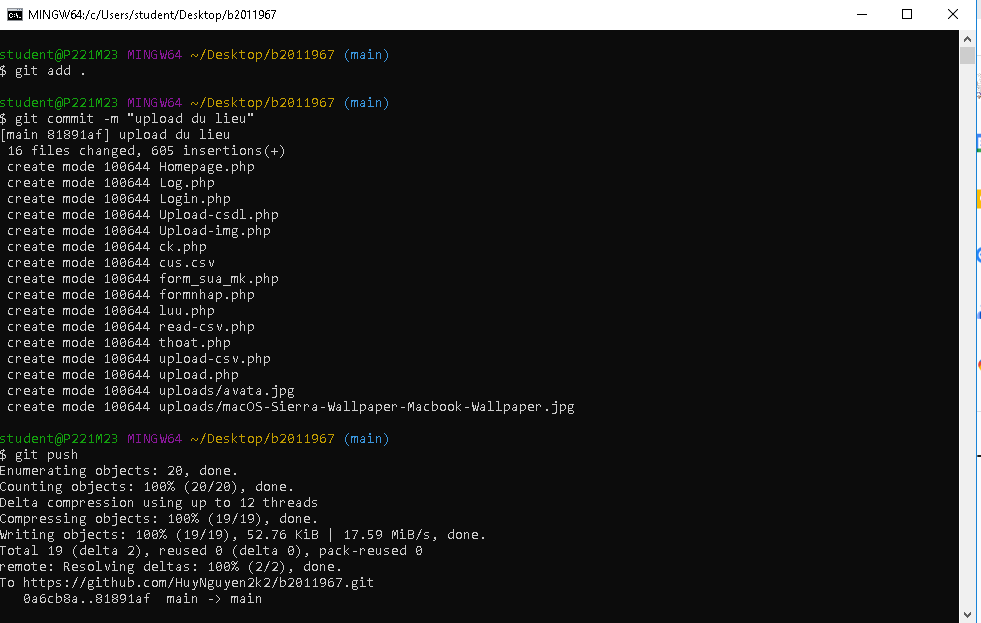 MINGW64:/c/Users/student/Desktop/b2011967
student@P221M23 MINGW64 ~/Desktop/b2011967 (main)
$ git add .
student@P221M23 MINGW64 ~/Desktop/b2011967 (main)
$ git commit -m "upload du lieu"
[main 81891af] upload du lieu
16 files changed, 605 insertions(+)
create mode 100644 Homepage.php
create mode 100644 Log.php
create mode 100644 Login.php
create mode 100644 Upload-csdl.php
create mode 100644 Upload-img.php
create mode 100644 ck.php
create mode 100644 cus.csv
create mode 100644 form_sua_mk.php
create mode 100644 formnhap.php
create mode 100644 luu.php
create mode 100644 read-csv.php
create mode 100644 thoat.php
create mode 100644 upload-csv.php
create mode 100644 upload.php
create mode 100644 uploads/avata.jpg
create mode 100644 uploads/macOS-Sierra-Wallpaper-Macbook-Wallpaper.jpg
student@P221M23 MINGW64 ~/Desktop/b2011967 (main)
$ git push
Enumerating objects: 20, done.
Counting objects: 100% (20/20), done.
Delta compression using up to 12 threads
Compressing objects: 100% (19/19), done.
Writing objects: 100% (19/19), 52.76 KiB | 17.59 MiB/s, done.
Total 19 (delta 2), reused 0 (delta 0), pack-reused 0
remote: Resolving deltas: 100% (2/2), done.
To https://github.com/HuyNguyen2k2/b2011967.git
0a6cb8a..81891af  main -> main